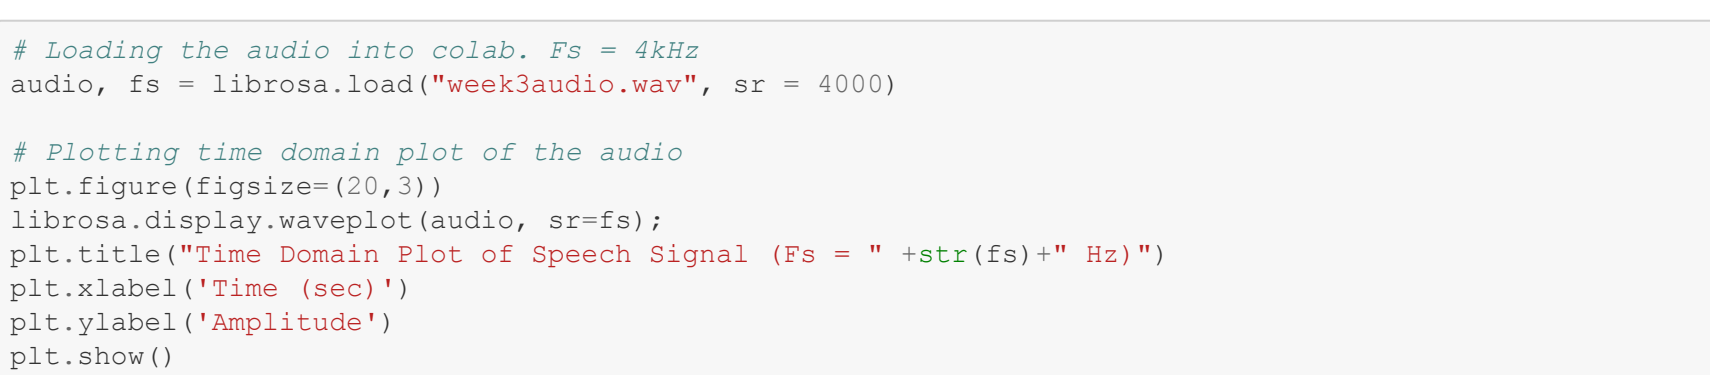 # Loading the audio into colab. Fs = 4kHz
audio, fs = librosa.load("week3audio.wav", sr = 4000)
# Plotting time domain plot of the audio
plt.figure(figsize=(20,3))
librosa.display.waveplot(audio, sr=fs);
plt.title("Time Domain Plot of Speech Signal (Fs = " +str(fs)+" Hz)")
plt.xlabel('Time (sec)')
plt.ylabel('Amplitude')
plt.show()